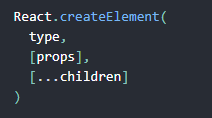 React.createElement(
  type,
  [props],
  [...children]
)